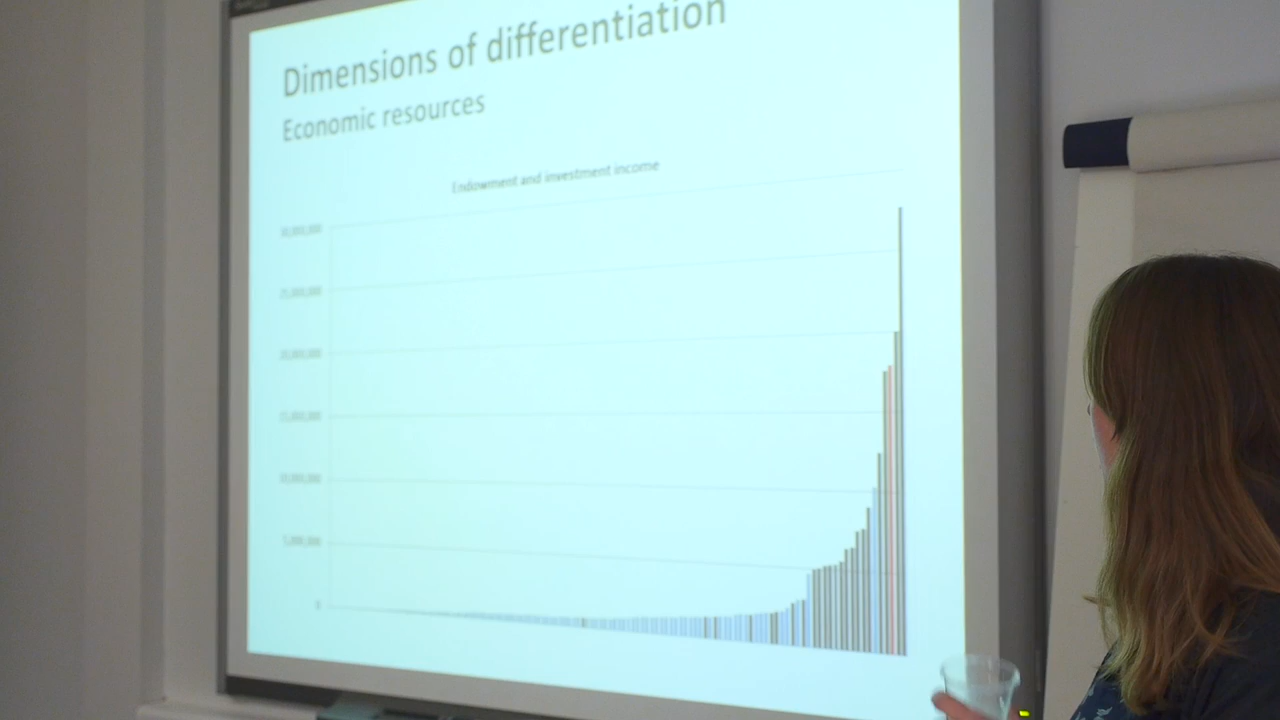 Dimensions of differentiation
Economic resources
Endowment and investment income
30,000,000
25,000,000
20,000,000
15,000,000
10,000,000
5,000,000
0